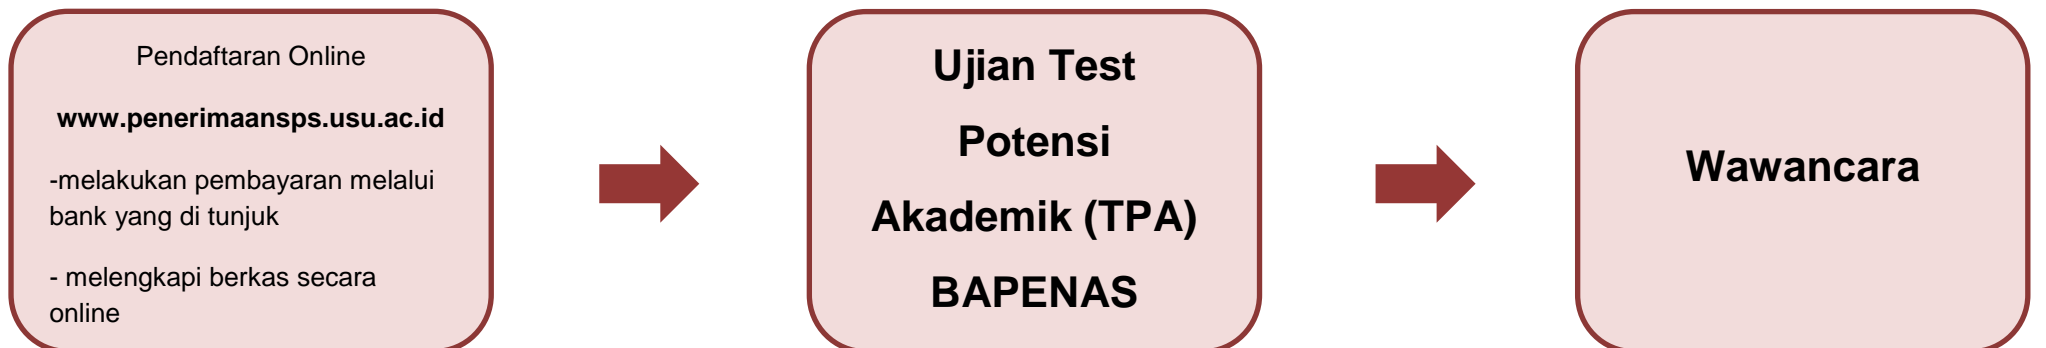 Pendaftaran Online
www.penerimaansps.usu.ac.id
-melakukan pembayaran melalui
bank yang di tunjuk
- melengkapi berkas secara
online
Ujian Test
Potensi
Akademik (TPA)
BAPENAS
Wawancara